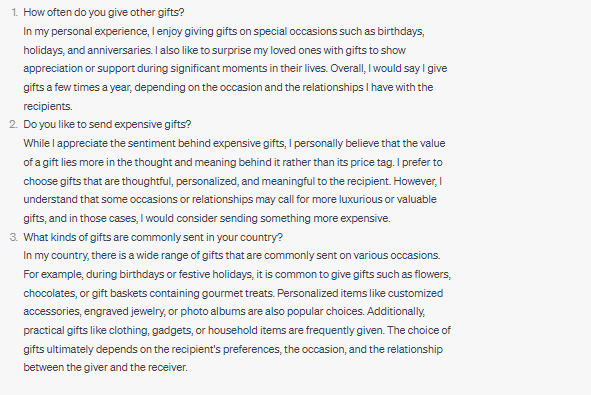 1. How often do you give other gifts?
In my personal experience, I enjoy giving gifts on special occasions such as birthdays,
holidays, and anniversaries. I also like to surprise my loved ones with gifts to show
appreciation or support during significant moments in their lives. Overall, I would say I give
gifts a few times a year, depending on the occasion and the relationships I have with the
recipients.
2. Do you like to send expensive gifts?
While I appreciate the sentiment behind expensive gifts, I personally believe that the value
of a gift lies more in the thought and meaning behind it rather than its price tag. I prefer to
choose gifts that are thoughtful, personalized, and meaningful to the recipient. However, I
understand that some occasions or relationships may call for more luxurious or valuable
gifts, and in those cases, I would consider sending something more expensive.
3. What kinds of gifts are commonly sent in your country?
In my country, there is a wide range of gifts that are commonly sent on various occasions.
For example, during birthdays or festive holidays, it is common to give gifts such as flowers,
chocolates, or gift baskets containing gourmet treats. Personalized items like customized
accessories, engraved jewelry, or photo albums are also popular choices. Additionally,
practical gifts like clothing, gadgets, or household items are frequently given. The choice of
gifts ultimately depends on the recipient's preferences, the occasion, and the relationship
between the giver and the receiver.